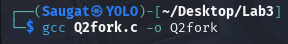 ┌──(Saugat㉿YOLO)-[~/Desktop/Lab3]
└─$ gcc Q2fork.c -o Q2fork